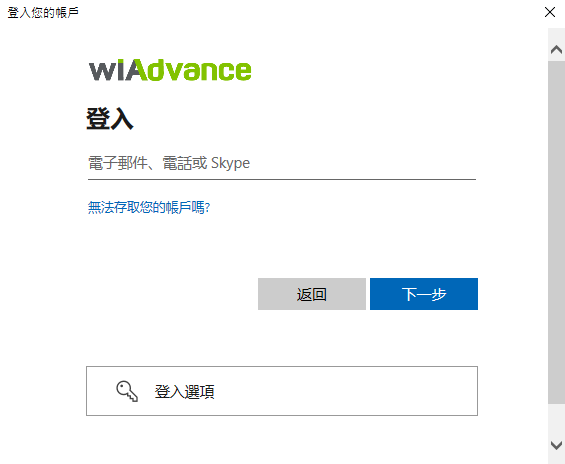 登入您的帳戶
wiAdvance
登入
電子郵件、電話或 Skype
無法存取您的帳戶嗎?
返回
下一步
登入選項